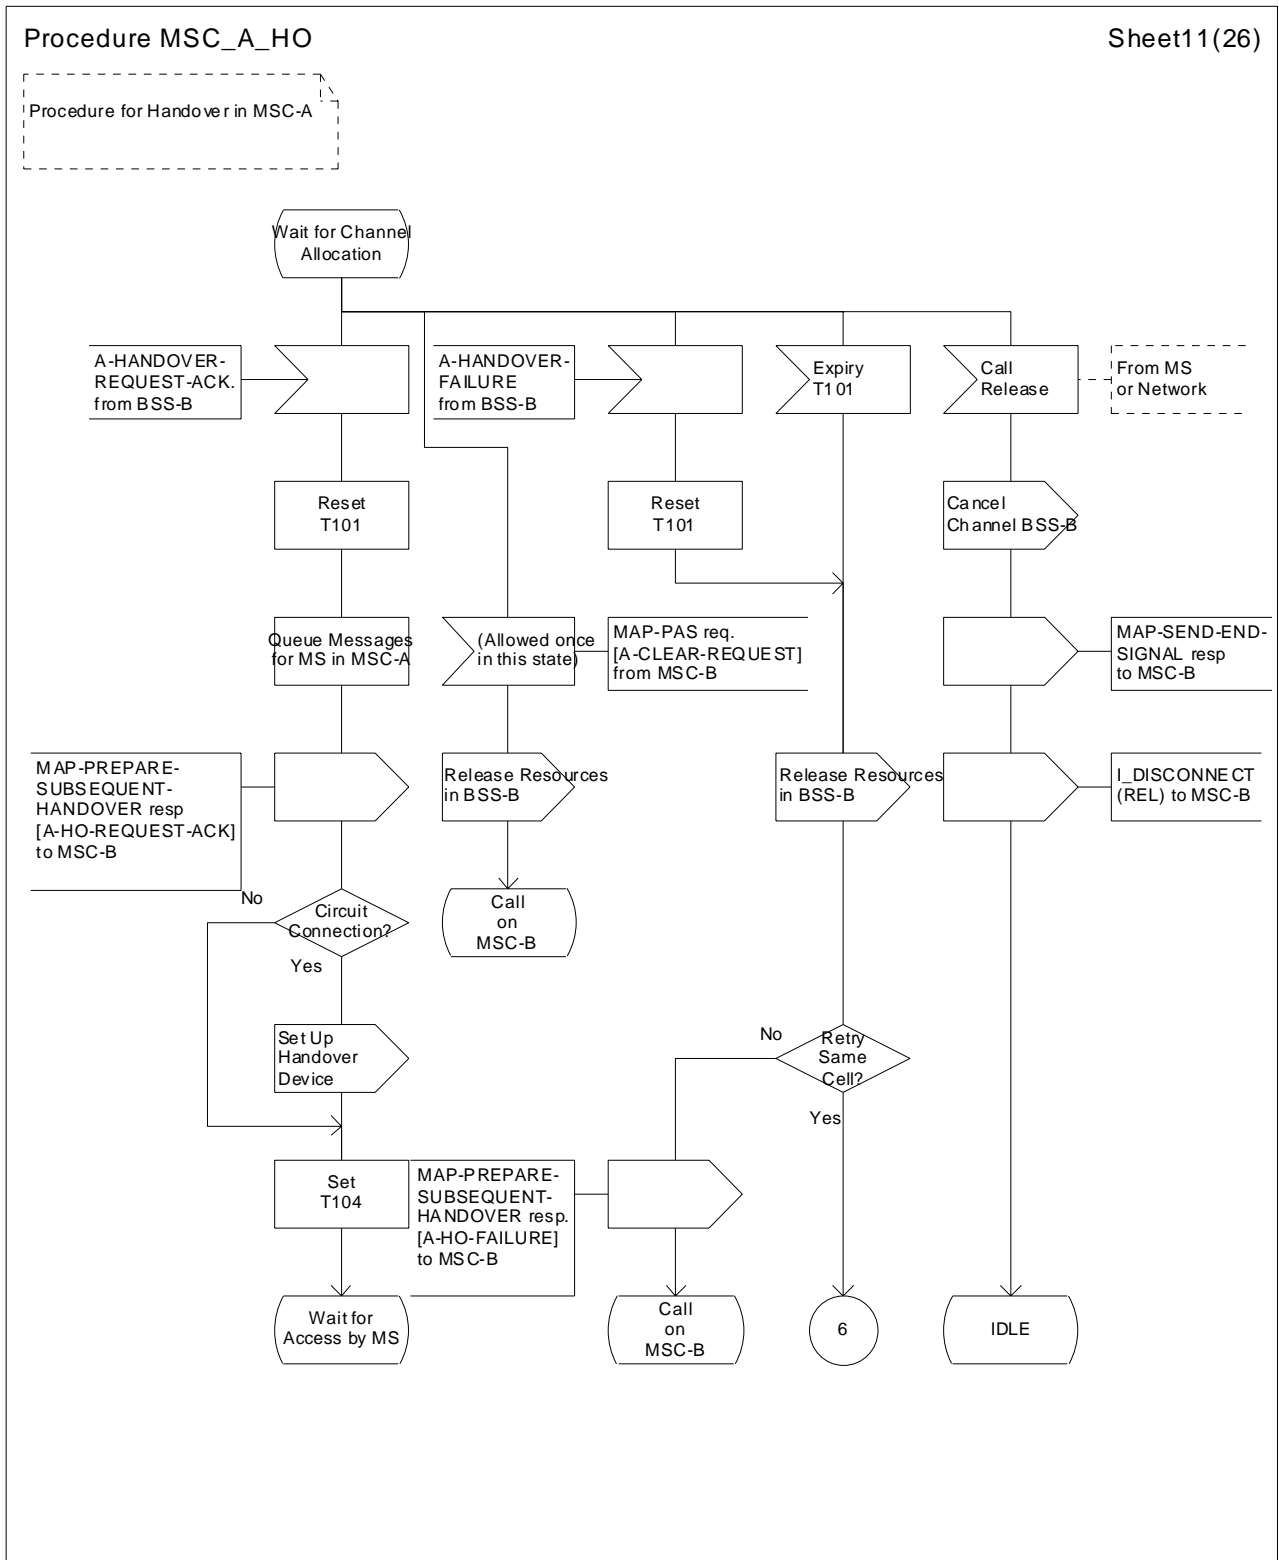 Procedure MSC_A_HO
Sheet11(26)
Procedure for Handover in MSC-A
Wait for Channel
Allocation
A-HANDOVER-
REQUEST-ACK.
from BSS-B
A-HANDOVER-
FAILURE
from BSS-B
Expiry
T101
Call
Release
From MS
or Network
Reset
T101
Reset
T101
Cancel
Channel BSS-B
Queue Messages
for MS in MSC-A
(Allowed once
in this state)
MAP-PAS req.
[A-CLEAR-REQUEST]
from MSC-B
MAP-SEND-END-
SIGNAL resp
to MSC-B
MAP-PREPARE-
SUBSEQUENT-
HANDOVER resp
[A-HO-REQUEST-ACK]
to MSC-B
Release Resources
in BSS-B
Release Resources
in BSS-B
I_DISCONNECT
(REL) to MSC-B
No
Circuit
Connection?
Yes
Call
on
MSC-B
Set Up
Handover
Device
No
Retry
Same
Cell?
Yes
Set
T104
MAP-PREPARE-
SUBSEQUENT-
HANDOVER resp.
[A-HO-FAILURE]
to MSC-B
Wait for
Access by MS
Call
on
MSC-B
6
IDLE